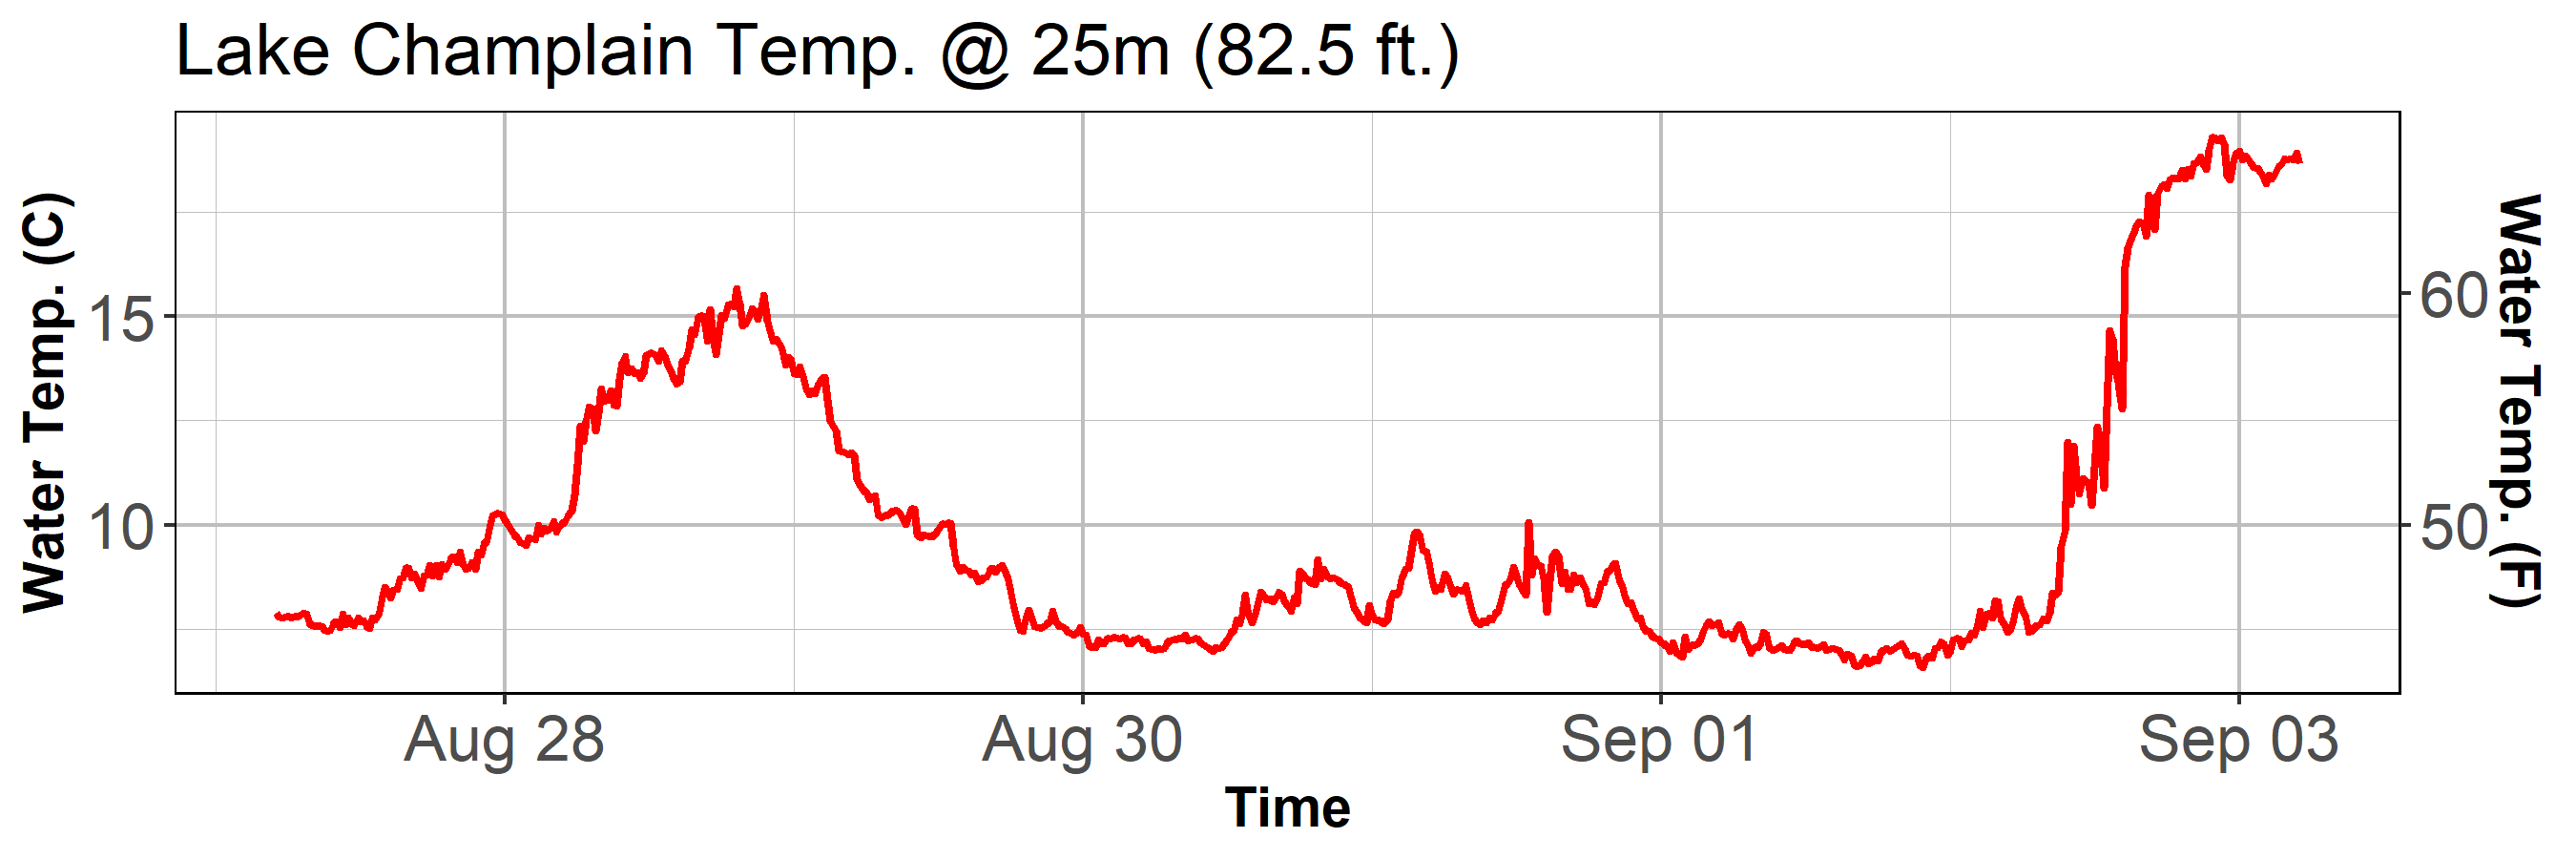 Lake Champlain Temp. @ 25m (82.5 ft.)
Water Temp. (C)
15
10
60
50
Water Temp. (F)
Aug 28 Aug 30 Sep 01 Sep 03
Time